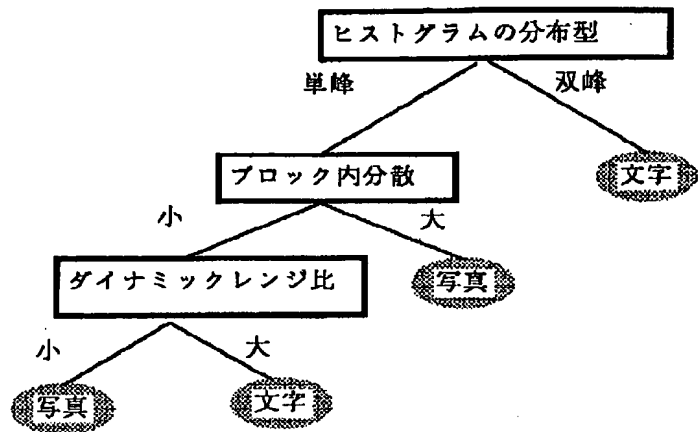 ヒストグラムの分布型
単峰
双峰
ブロック内分散
文字
小
大
ダイナミックレンジ比
写真
小
大
写真
文字